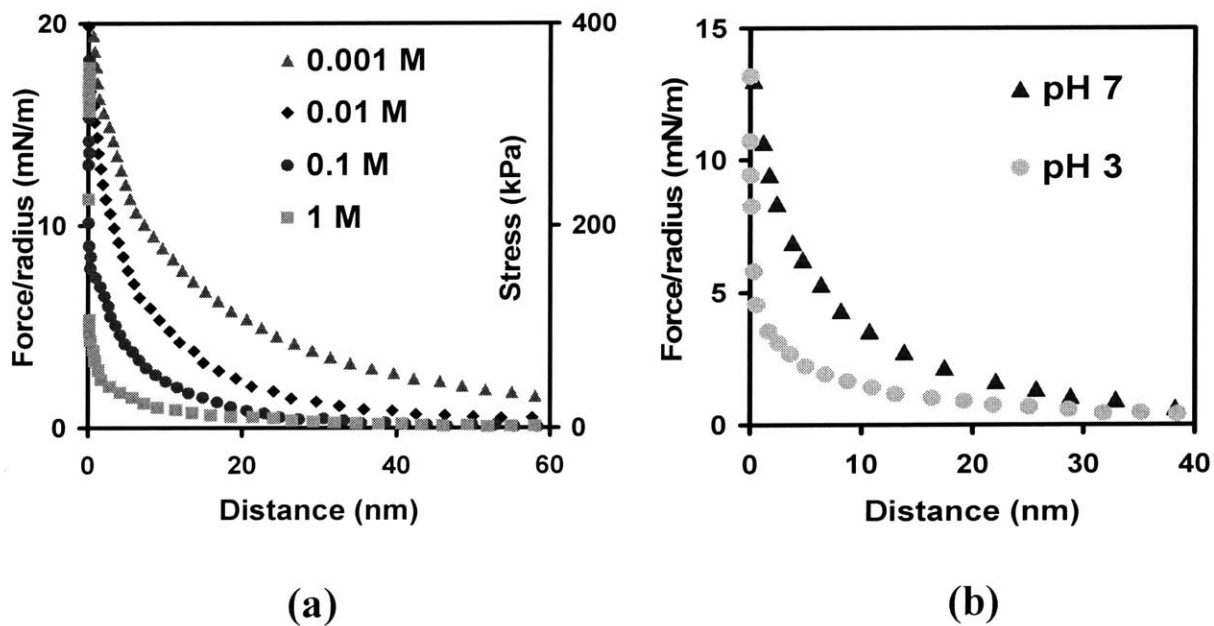 Force/radius (mN/m)
20
10
0
0.001 M
0.01 M
0.1 M
1 M
Stress (kPa)
400
200
0
0
20
40
60
Distance (nm)
(a)
Force/radius (mN/m)
15
10
5
0
pH 7
pH 3
0
10
20
30
40
Distance (nm)
(b)